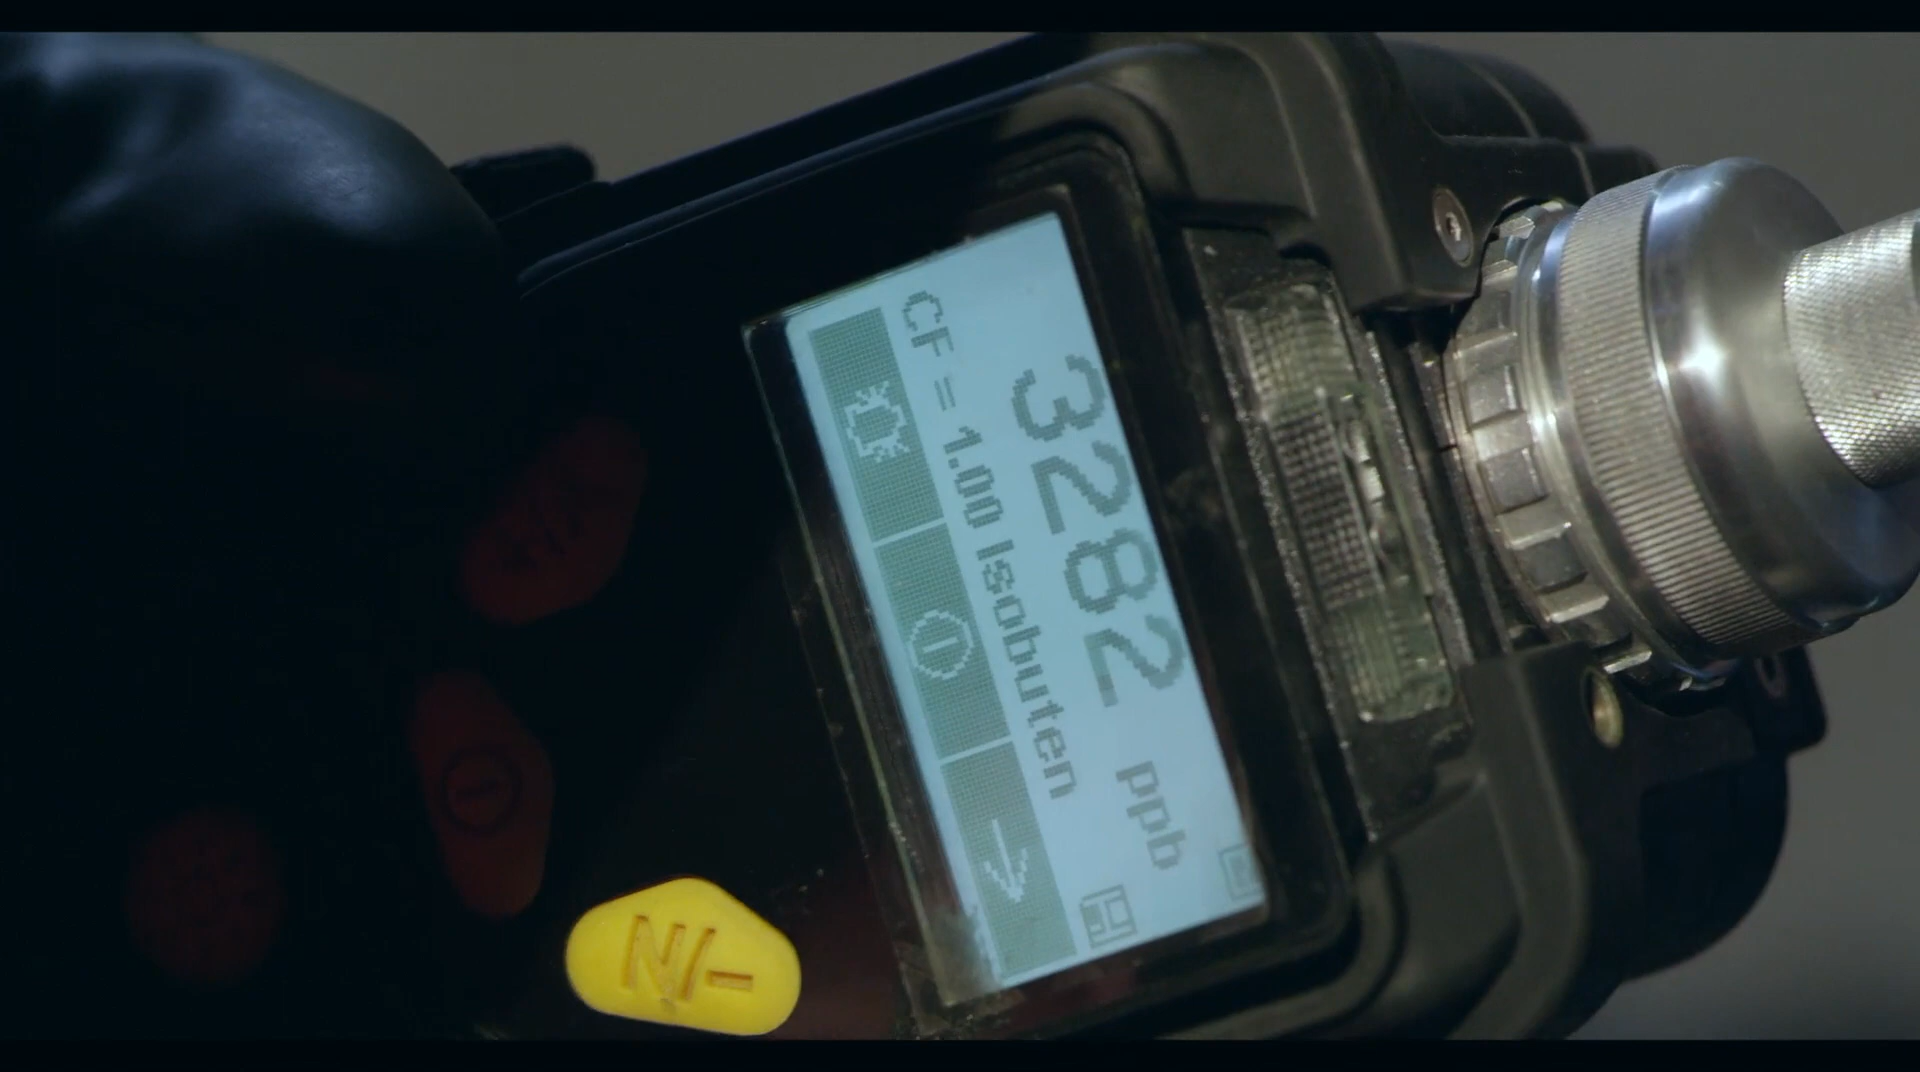 3282 ppb
CF = 1.00 Isobuten
N/-